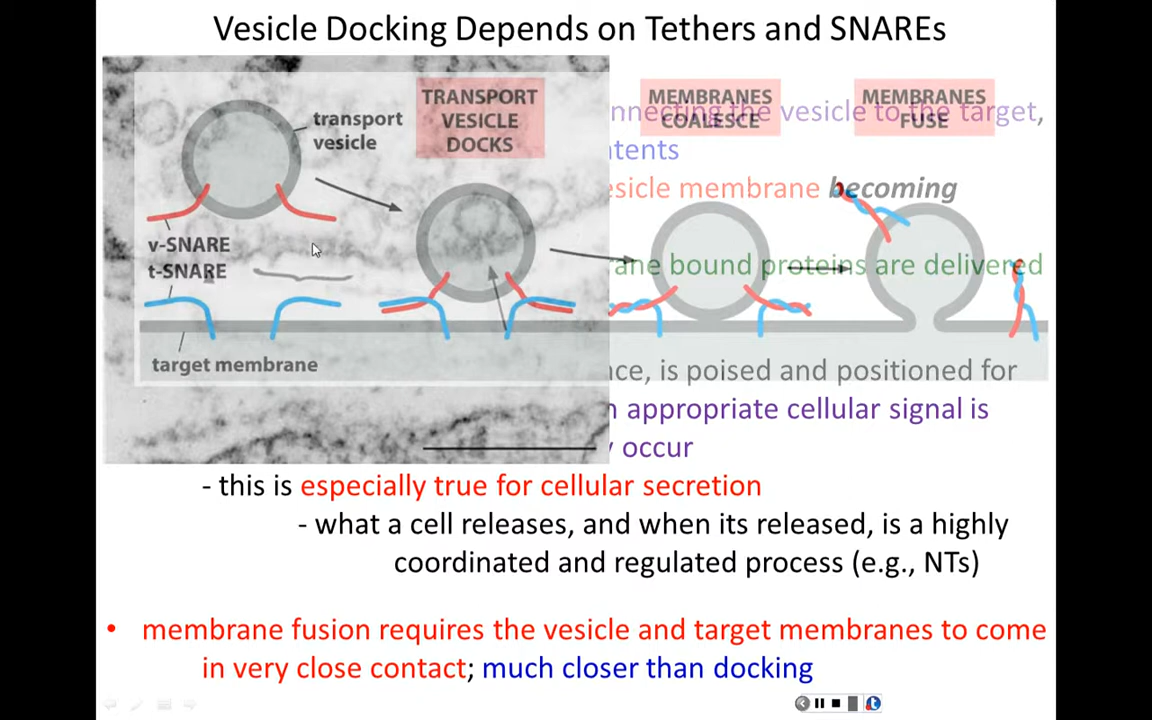 Vesicle Docking Depends on Tethers and SNAREs
transport
vesicle
TRANSPORT
VESICLE
DOCKS
MEMBRANES
COALESCE
MEMBRANES
FUSE
connecting the vesicle to the target,
contents
vesicle membrane becoming
v-SNARE
t-SNARE
bound proteins are delivered
target membrane
is poised and positioned for
appropriate cellular signal is
occur
- this is especially true for cellular secretion
- what a cell releases, and when its released, is a highly
coordinated and regulated process (e.g., NTs)
• membrane fusion requires the vesicle and target membranes to come
in very close contact; much closer than docking